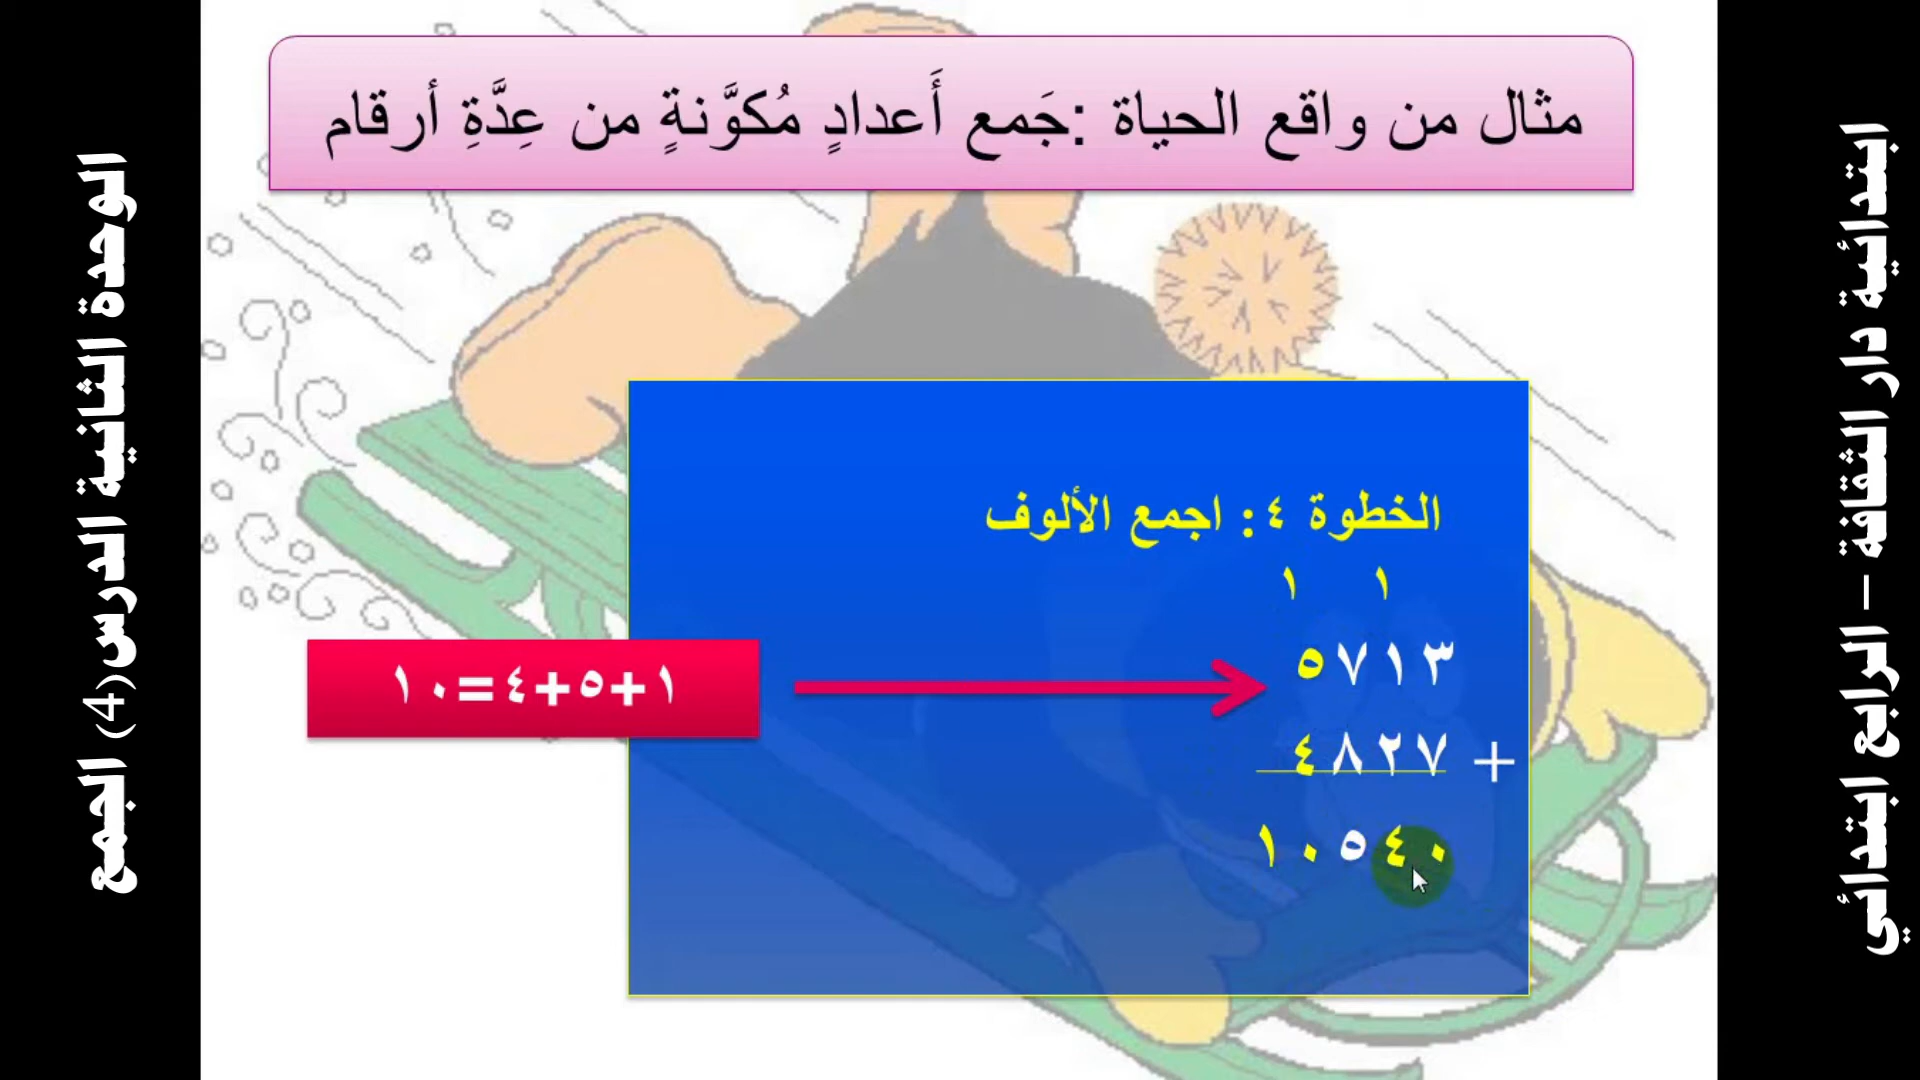 مثال من واقع الحياة :جَمع أَعدادٍ مُكوَّنةٍ من عِدَّةِ أرقام
الخطوة ٤: اجمع الألوف
١ ١
٥٧١٣
٤٨٢٧ +
١٠٥٤٠
١+٥+٤=١٠
ابتدائية دار الثقافة – الرابع ابتدائي
الوحدة الثانية الدرس(4) الجمع